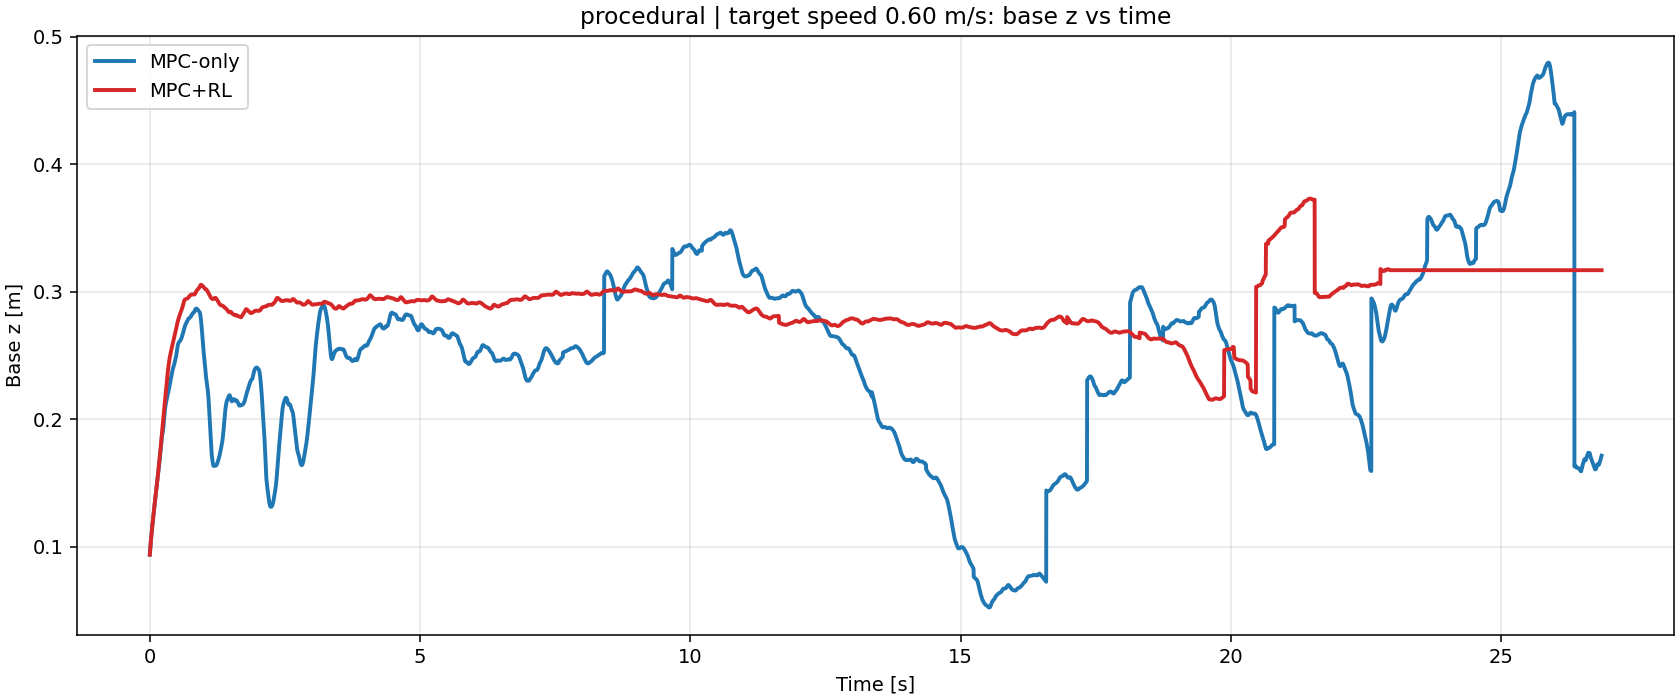 procedural | target speed 0.60 m/s: base z vs time
MPC-only
MPC+RL
0.5
0.4
0.3
0.2
0.1
Base z [m]
0 5 10 15 20 25
Time [s]